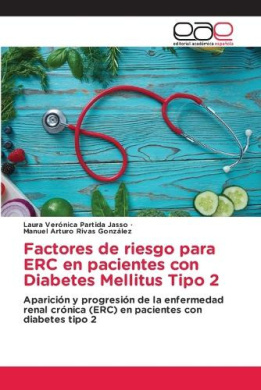 eae
editorial académica española
Laura Verónica Partida Jasso ·
Manuel Arturo Rivas González
Factores de riesgo para
ERC en pacientes con
Diabetes Mellitus Tipo 2
Aparición y progresión de la enfermedad
renal crónica (ERC) en pacientes con
diabetes tipo 2